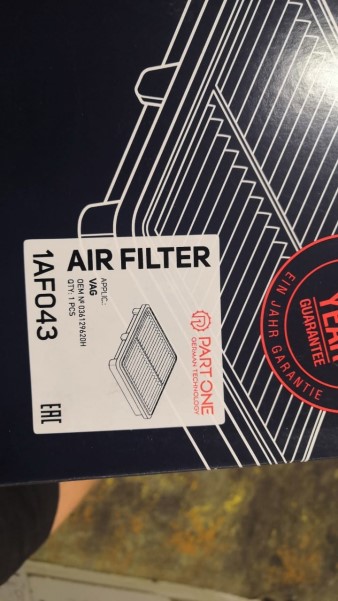 AIR FILTER
1AF043
APPLIC.:
VAG
OEM № 036129620H
QTY: 1 PCS
PART ONE
GERMAN TECHNOLOGY
EAC
YEAR
GUARANTEE
EIN JAHR GARANTIE